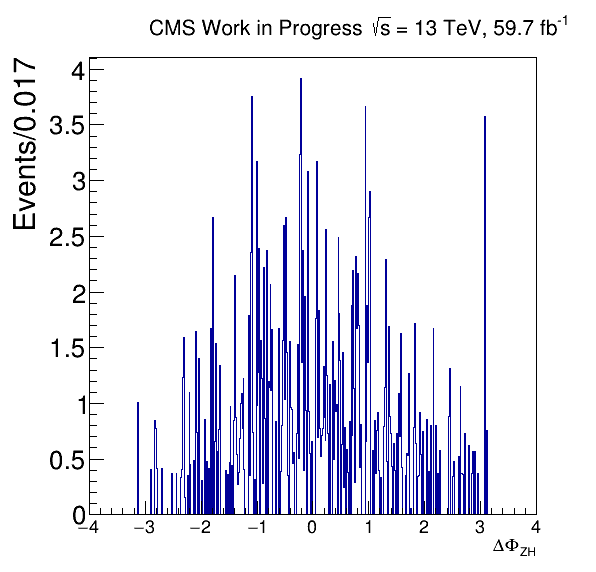 CMS Work in Progress √s = 13 TeV, 59.7 fb⁻¹
Events/0.017
4
3.5
3
2.5
2
1.5
1
0.5
0
−4 −3 −2 −1 0 1 2 3 4
ΔΦ_ZH